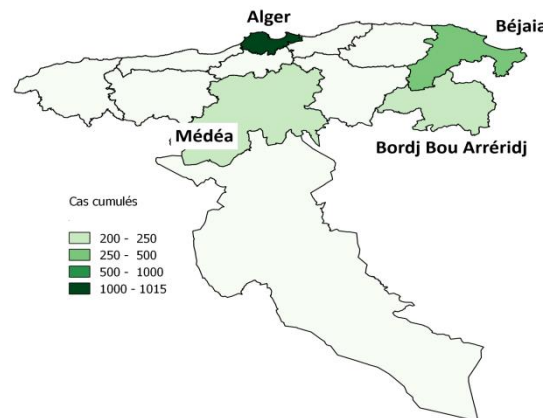 Alger
Béjaia
Médéa
Bordj Bou Arréridj
Cas cumulés
200 - 250
250 - 500
500 - 1000
1000 - 1015